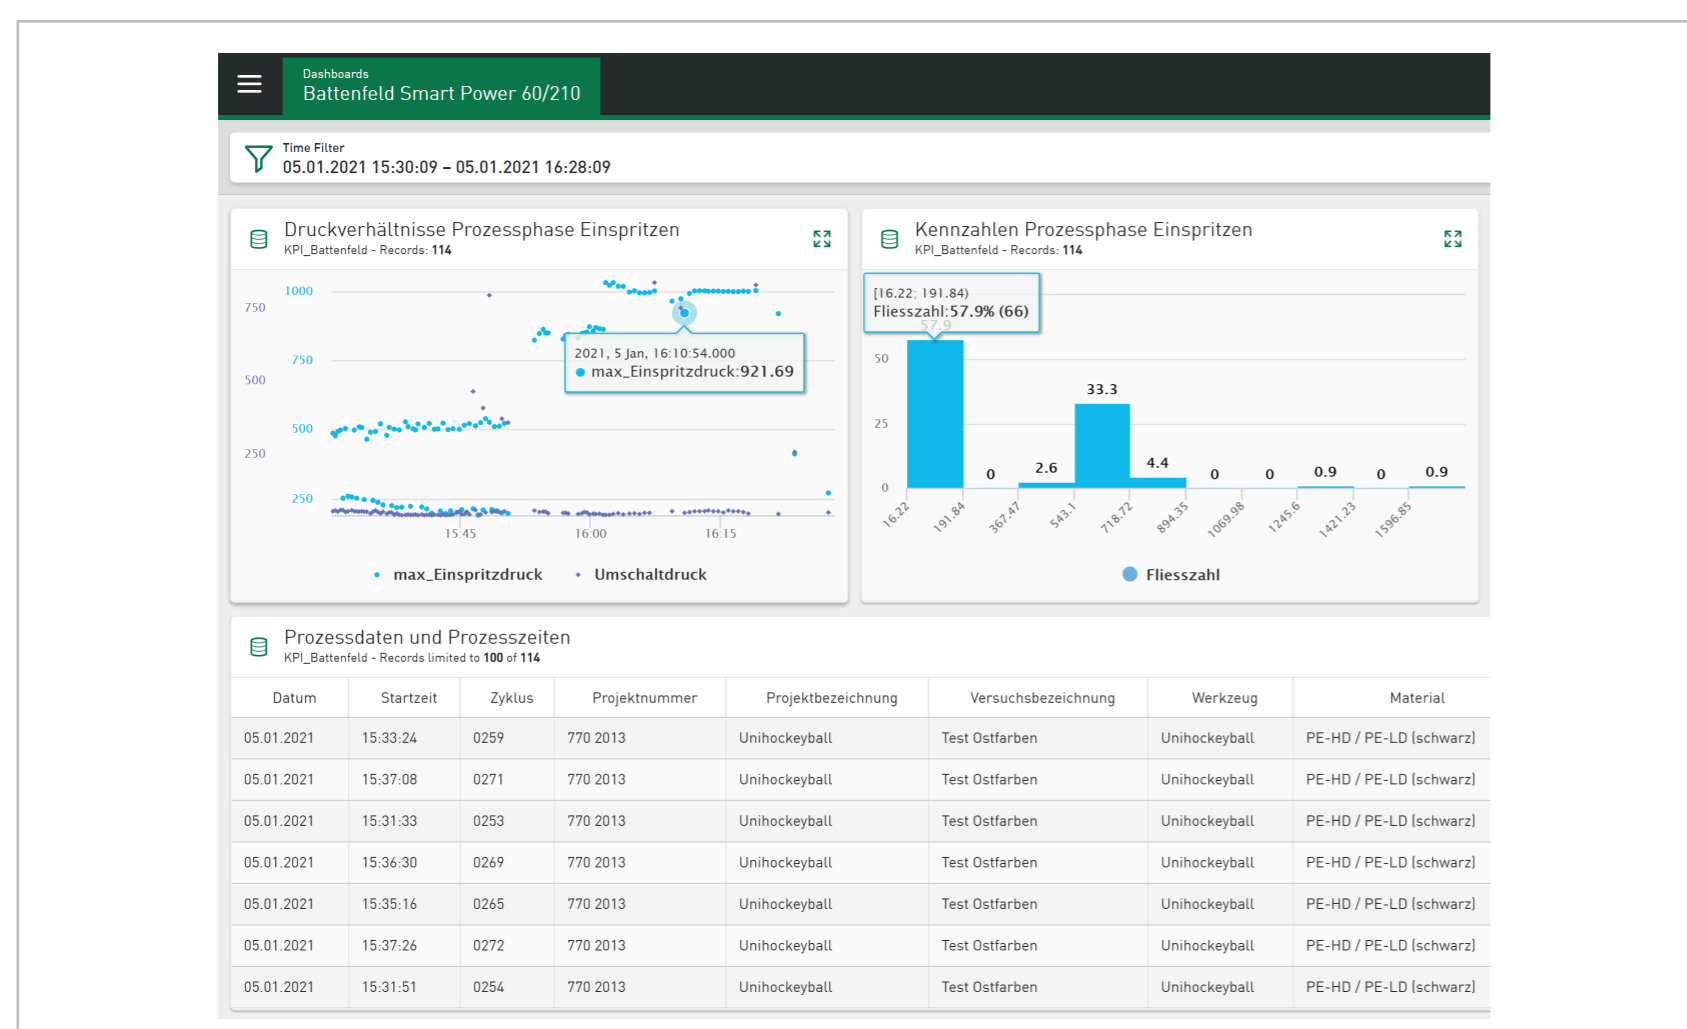 Dashboards
Battenfeld Smart Power 60/210
Time Filter
05.01.2021 15:30:09 – 05.01.2021 16:28:09
Druckverhältnisse Prozessphase Einspritzen
KPI_Battenfeld - Records: 114
1000
750
750
500
500
250
250
2021, 5 Jan, 16:10:54.000
max_Einspritzdruck:921.69
15:45 16:00 16:15
max_Einspritzdruck Umschaltdruck
Kennzahlen Prozessphase Einspritzen
KPI_Battenfeld - Records: 114
[16.22; 191.84)
Fliesszahl:57.9% (66)
57.9
50
25
0
0 2.6 33.3 4.4 0 0 0.9 0 0.9
16.22 191.84 367.47 543.1 718.72 894.35 1069.98 1245.6 1421.23 1596.85
Fliesszahl
Prozessdaten und Prozesszeiten
KPI_Battenfeld - Records limited to 100 of 114
Datum Startzeit Zyklus Projektnummer Projektbezeichnung Versuchsbezeichnung Werkzeug Material
05.01.2021 15:33:24 0259 770 2013 Unihockeyball Test Ostfarben Unihockeyball PE-HD / PE-LD (schwarz)
05.01.2021 15:37:08 0271 770 2013 Unihockeyball Test Ostfarben Unihockeyball PE-HD / PE-LD (schwarz)
05.01.2021 15:31:33 0253 770 2013 Unihockeyball Test Ostfarben Unihockeyball PE-HD / PE-LD (schwarz)
05.01.2021 15:36:30 0269 770 2013 Unihockeyball Test Ostfarben Unihockeyball PE-HD / PE-LD (schwarz)
05.01.2021 15:35:16 0265 770 2013 Unihockeyball Test Ostfarben Unihockeyball PE-HD / PE-LD (schwarz)
05.01.2021 15:37:26 0272 770 2013 Unihockeyball Test Ostfarben Unihockeyball PE-HD / PE-LD (schwarz)
05.01.2021 15:31:51 0254 770 2013 Unihockeyball Test Ostfarben Unihockeyball PE-HD / PE-LD (schwarz)